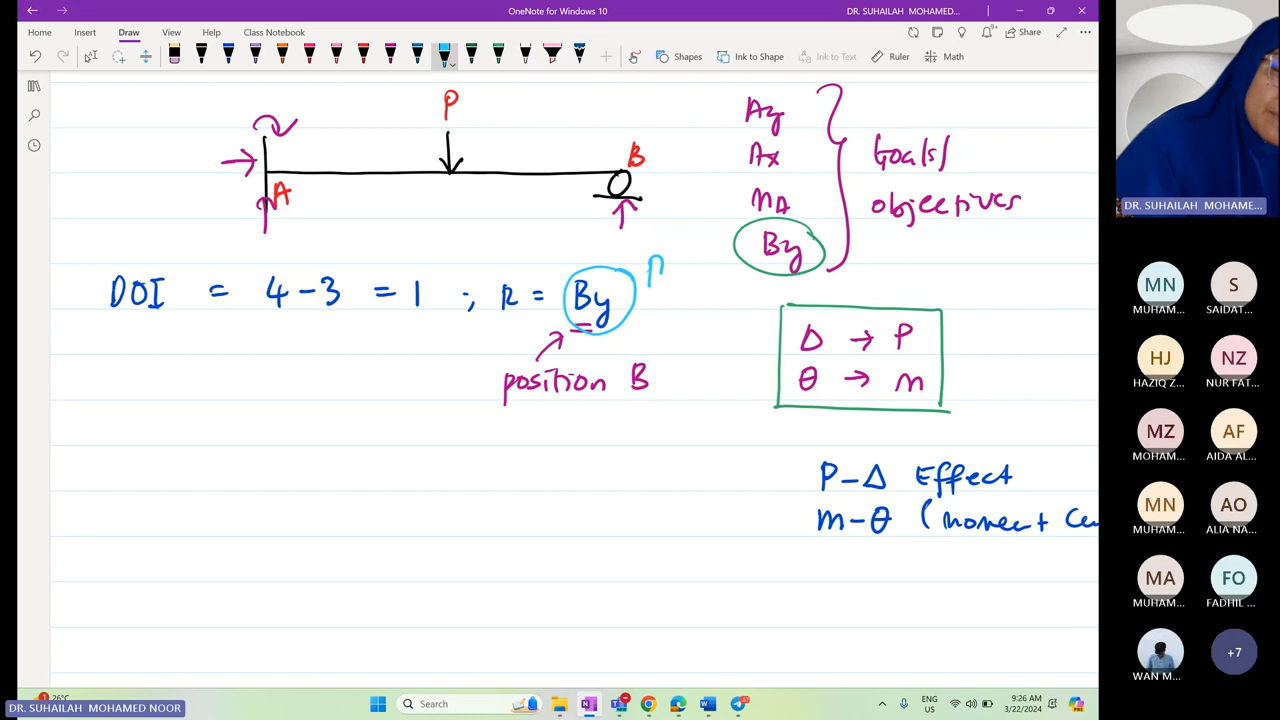 OneNote for Windows 10
DR. SUHAILAH MOHAMED...
Home Insert Draw View Help Class Notebook
Share
Shapes Ink to Shape Ink to Text Ruler Math
P
B
A
Ay
Ax
MA
By
Goals/
objectives
DOI = 4-3 = 1 ; R = By
position B
Δ → P
θ → M
P-Δ Effect
M-θ (Moment Cu
DR. SUHAILAH MOHAME...
MN S
MUHAM... SAIDAT...
HJ NZ
HAZIQ Z... NUR FAT...
MZ AF
MOHAM... AIDA AL...
MN AO
MUHAM... ALIA NA...
MA FO
MUHAM... FADHIL ...
+7
WAN M...
26°C
Search
ENG
US
9:26 AM
3/22/2024
DR. SUHAILAH MOHAMED NOOR